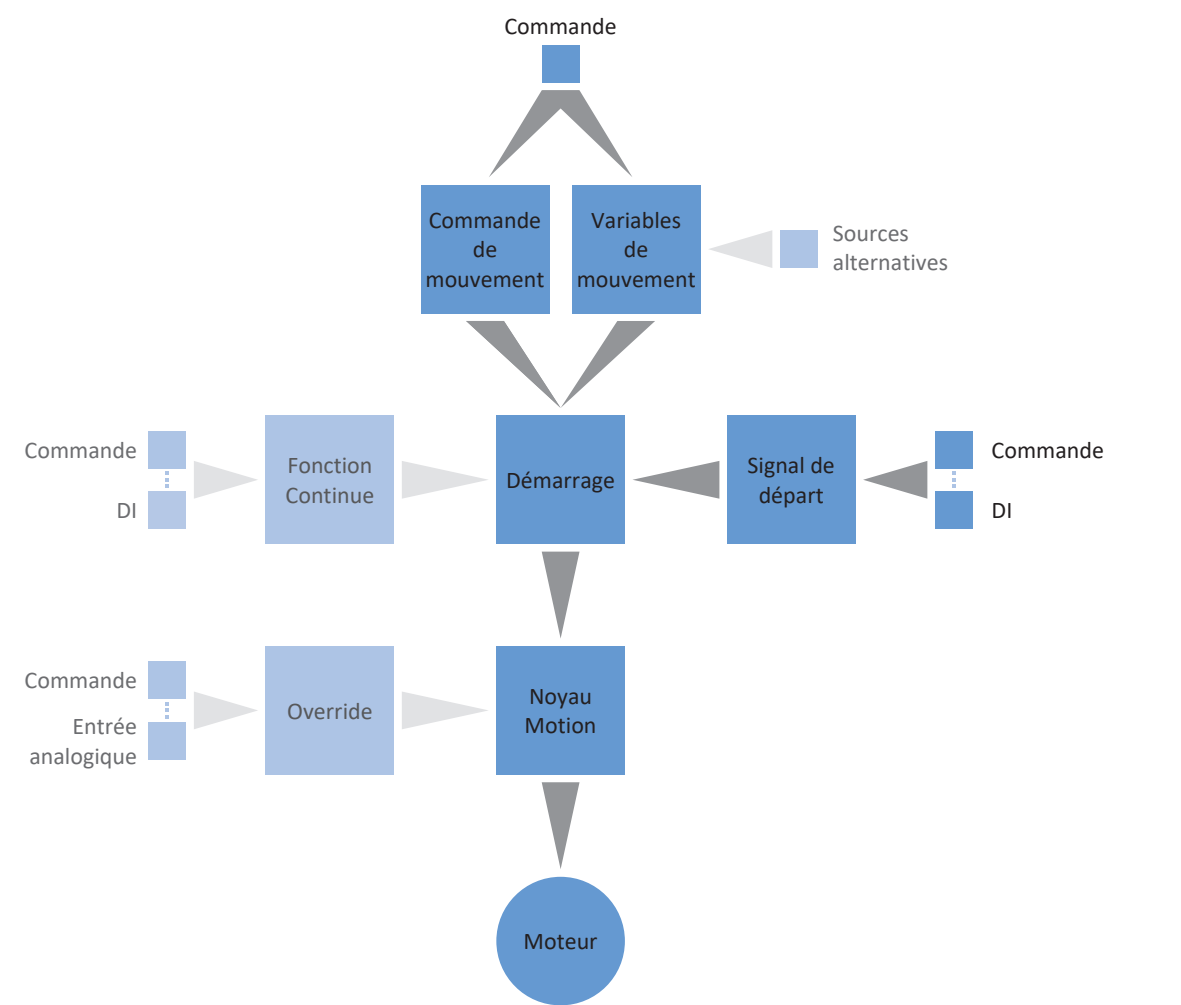 Commande
Commande
de
mouvement
Variables
de
mouvement
Sources
alternatives
Commande
DI
Fonction
Continue
Démarrage
Signal de
départ
Commande
DI
Commande
Entrée
analogique
Override
Noyau
Motion
Moteur